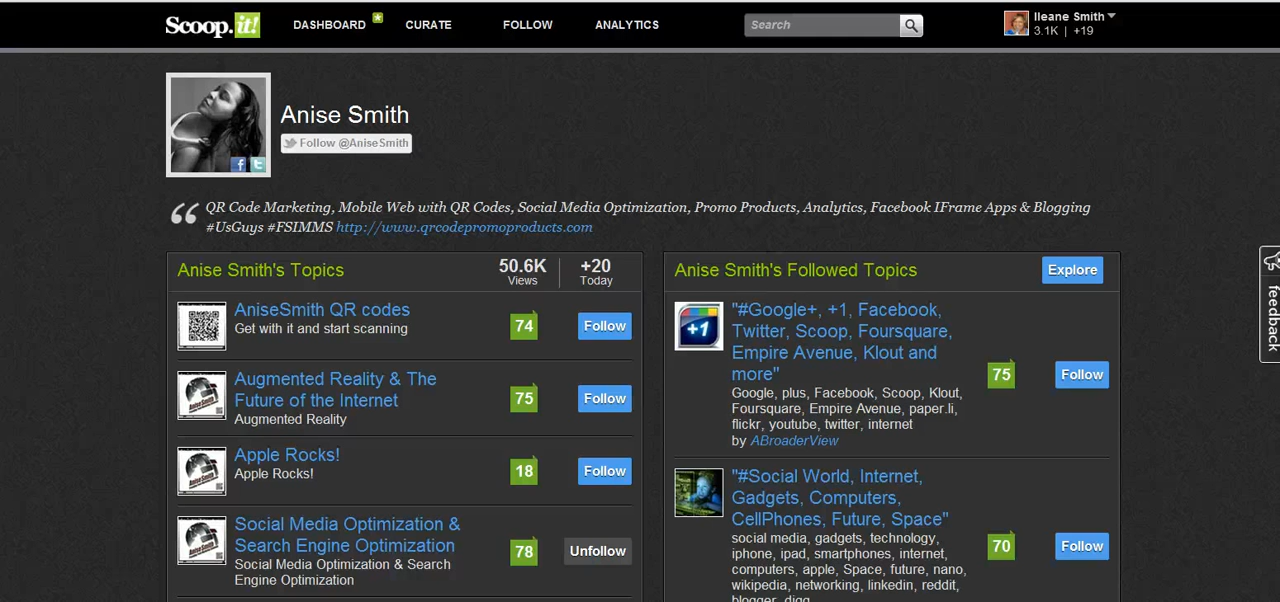 Scoop.it!
DASHBOARD
CURATE
FOLLOW
ANALYTICS
Search
Ileane Smith
3.1K | +19
Anise Smith
Follow @AniseSmith
QR Code Marketing, Mobile Web with QR Codes, Social Media Optimization, Promo Products, Analytics, Facebook IFrame Apps & Blogging
#UsGuys #FSIMMS http://www.qrcodepromoproducts.com
Anise Smith's Topics
50.6K
Views
+20
Today
AniseSmith QR codes
Get with it and start scanning
74
Follow
Augmented Reality & The
Future of the Internet
Augmented Reality
75
Follow
Apple Rocks!
Apple Rocks!
18
Follow
Social Media Optimization &
Search Engine Optimization
Social Media Optimization & Search
Engine Optimization
78
Unfollow
Anise Smith's Followed Topics
Explore
+1
"#Google+, +1, Facebook,
Twitter, Scoop, Foursquare,
Empire Avenue, Klout and
more"
Google, plus, Facebook, Scoop, Klout,
Foursquare, Empire Avenue, paper.li,
flickr, youtube, twitter, internet
by ABroaderView
75
Follow
"#Social World, Internet,
Gadgets, Computers,
CellPhones, Future, Space"
social media, gadgets, technology,
iphone, ipad, smartphones, internet,
computers, apple, Space, future, nano,
wikipedia, networking, linkedin, reddit,
blogger, digg
70
Follow
feedback